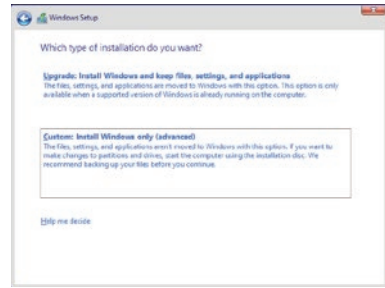 Windows Setup
Which type of installation do you want?
Upgrade: Install Windows and keep files, settings, and applications
The files, settings, and applications are moved to Windows with this option. This option is only
available when a supported version of Windows is already running on the computer.
Custom: Install Windows only (advanced)
The files, settings, and applications aren't moved to Windows with this option. If you want to
make changes to partitions and drives, start the computer using the installation disc. We
recommend backing up your files before you continue.
Help me decide